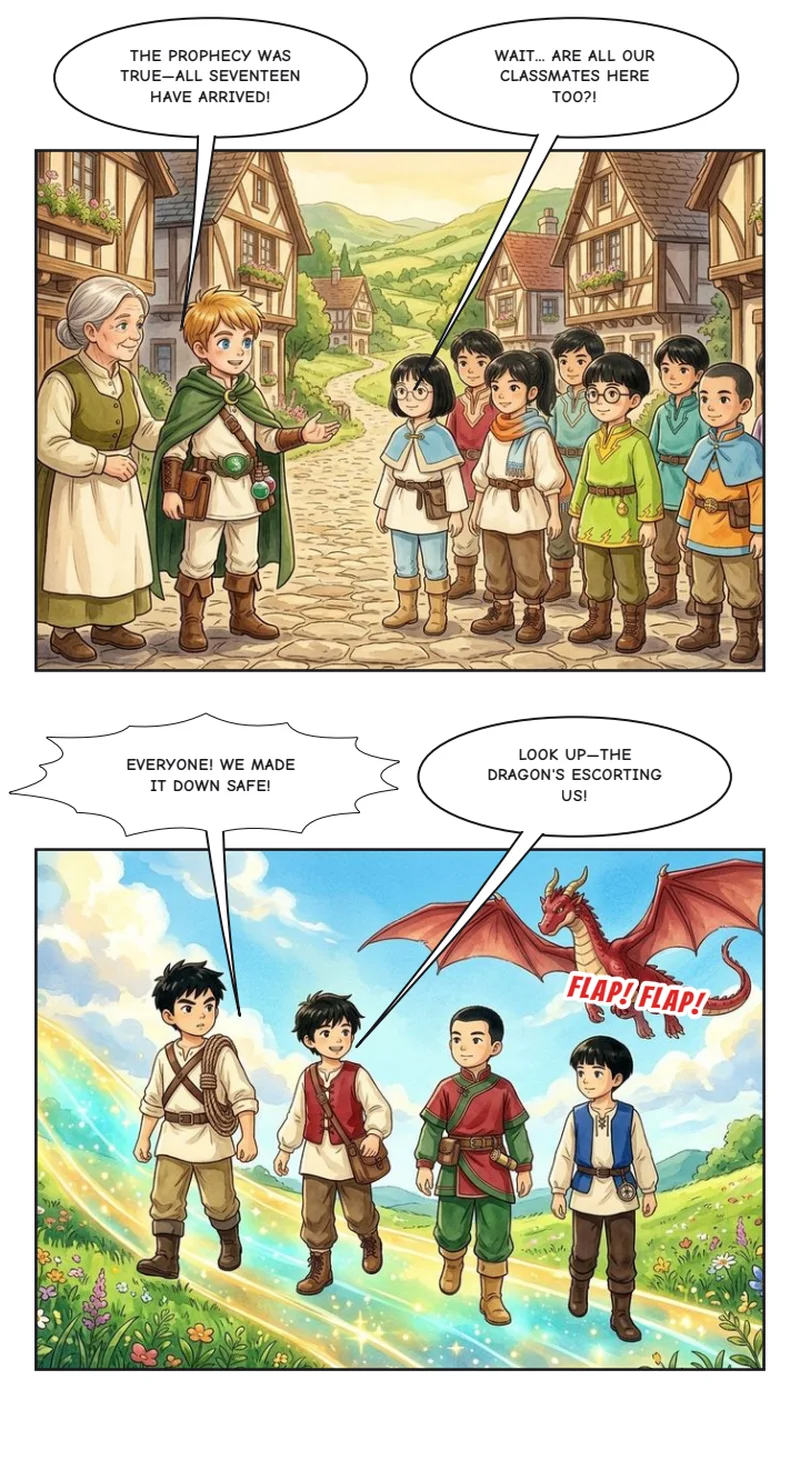 THE PROPHECY WAS
TRUE—ALL SEVENTEEN
HAVE ARRIVED!
WAIT... ARE ALL OUR
CLASSMATES HERE
TOO?!
EVERYONE! WE MADE
IT DOWN SAFE!
LOOK UP—THE
DRAGON'S ESCORTING
US!
FLAP! FLAP!